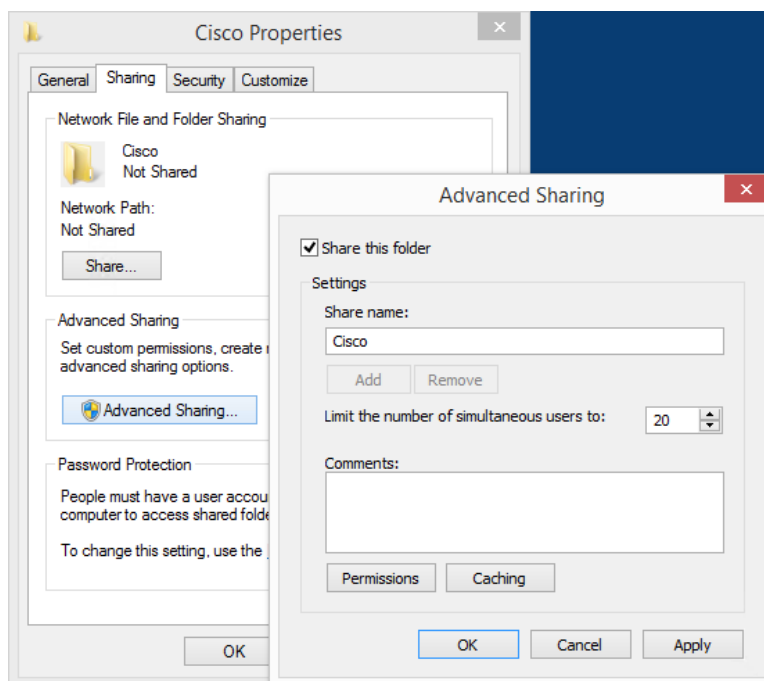 Cisco Properties
General Sharing Security Customize
Network File and Folder Sharing
Cisco
Not Shared
Network Path:
Not Shared
Share...
Advanced Sharing
Set custom permissions, create
advanced sharing options.
Advanced Sharing...
Password Protection
People must have a user
computer to access shared
To change this setting, use the
OK
Advanced Sharing
Share this folder
Settings
Share name:
Cisco
Add Remove
Limit the number of simultaneous users to: 20
Comments:
Permissions Caching
OK Cancel Apply